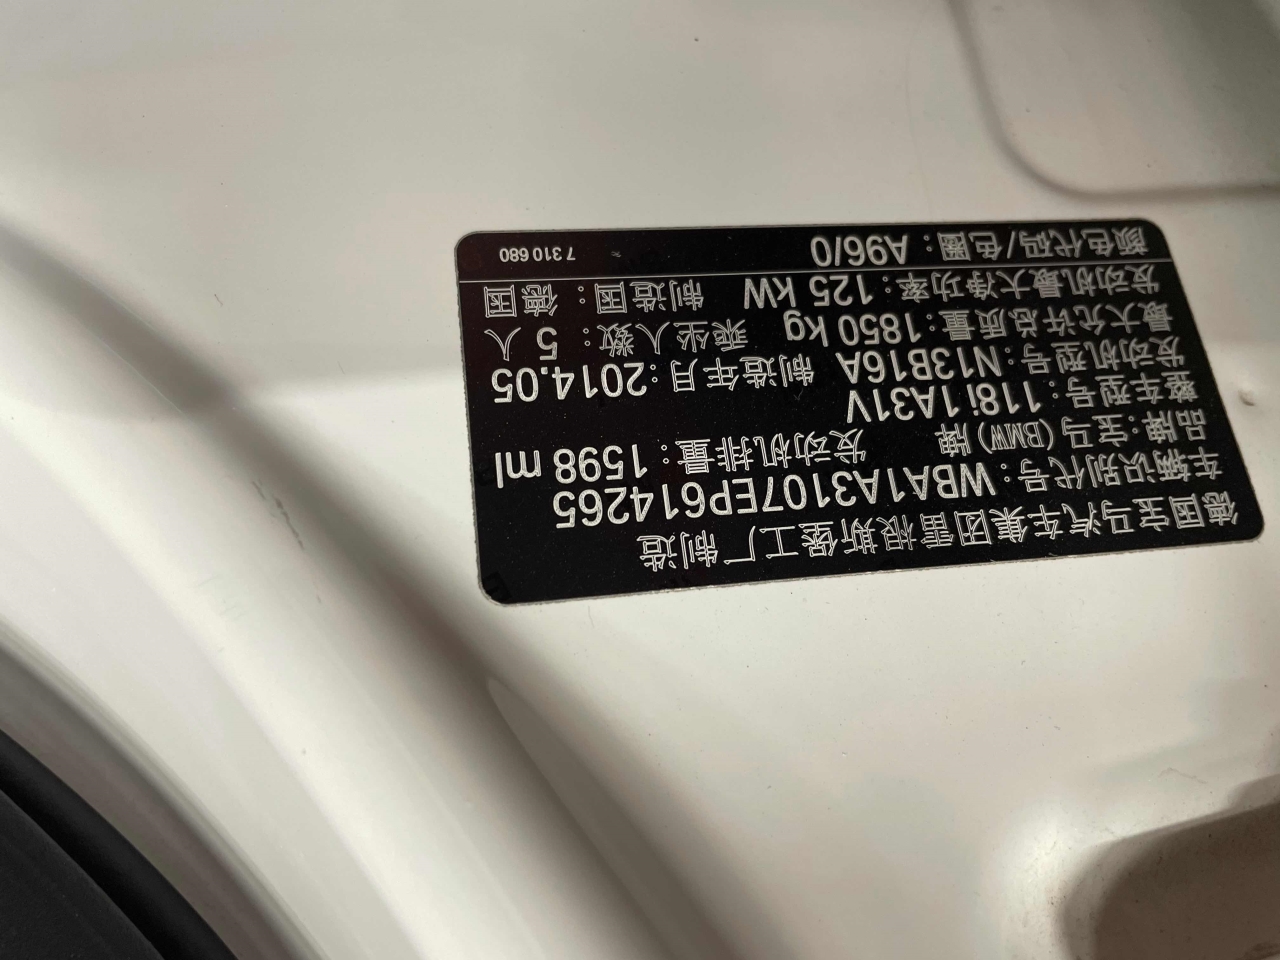 德国宝马汽车集团雷根斯堡工厂 制造
车辆识别代号：WBA1A3107EP614265
品牌：宝马(BMW)牌 发动机排量：1598 ml
整车型号：118i 1A31V
发动机型号：N13B16A 制造年月：2014.05
最大允许总质量：1850 kg 乘坐人数：5 人
发动机最大净功率：125 kW 制造国：德国
颜色代码/色圈：A96/0 7 310 680